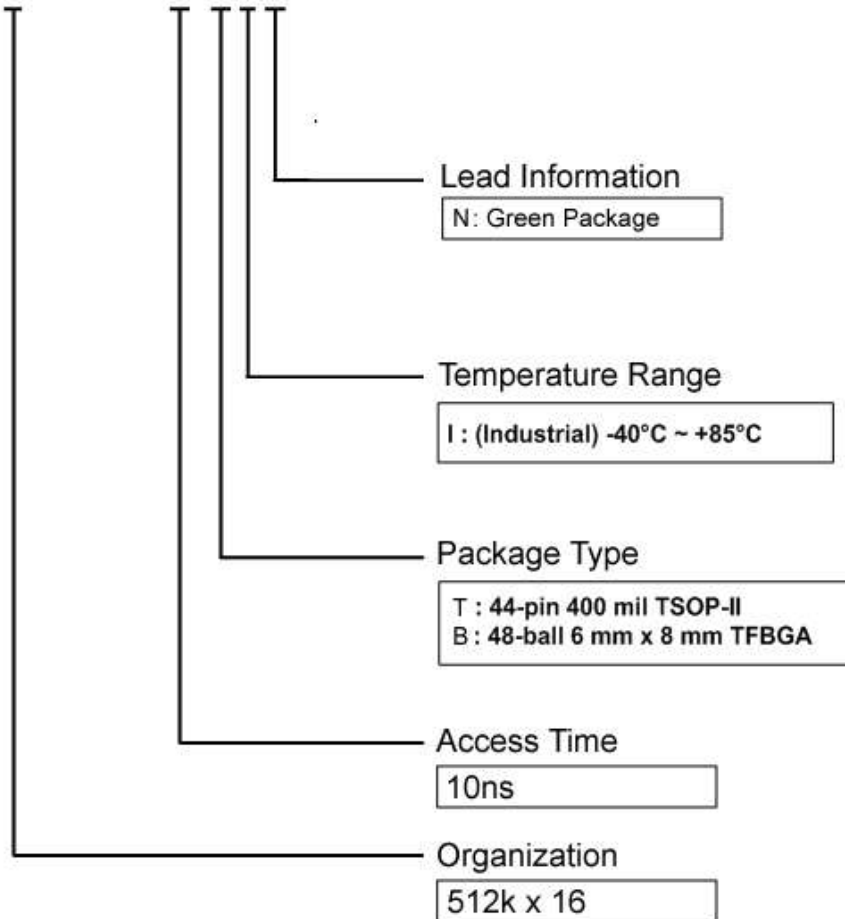 Lead Information
N: Green Package
Temperature Range
I : (Industrial) -40°C ~ +85°C
Package Type
T : 44-pin 400 mil TSOP-II
B : 48-ball 6 mm x 8 mm TFBGA
Access Time
10ns
Organization
512k x 16